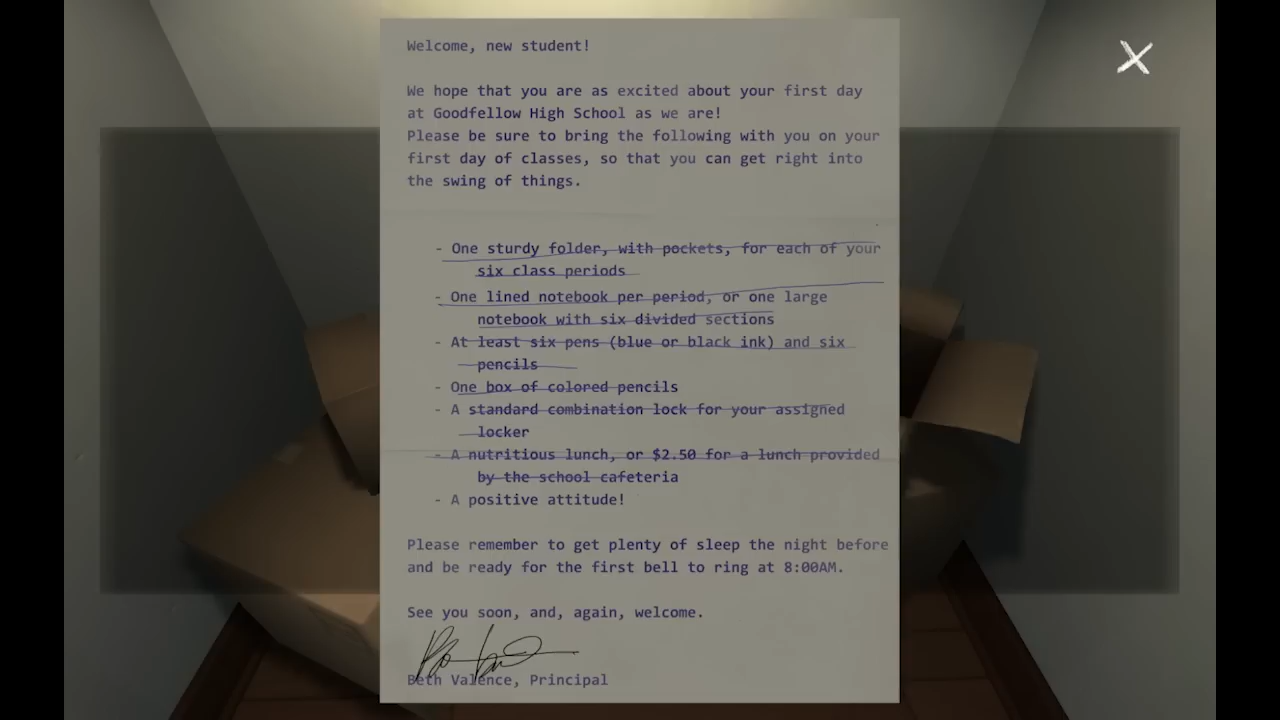 Welcome, new student!
We hope that you are as excited about your first day
at Goodfellow High School as we are!
Please be sure to bring the following with you on your
first day of classes, so that you can get right into
the swing of things.
- One sturdy folder, with pockets, for each of your
six class periods
- One lined notebook per period, or one large
notebook with six divided sections
- At least six pens (blue or black ink) and six
pencils
- One box of colored pencils
- A standard combination lock for your assigned
locker
- A nutritious lunch, or $2.50 for a lunch provided
by the school cafeteria
- A positive attitude!
Please remember to get plenty of sleep the night before
and be ready for the first bell to ring at 8:00AM.
See you soon, and, again, welcome.
Beth Valence, Principal